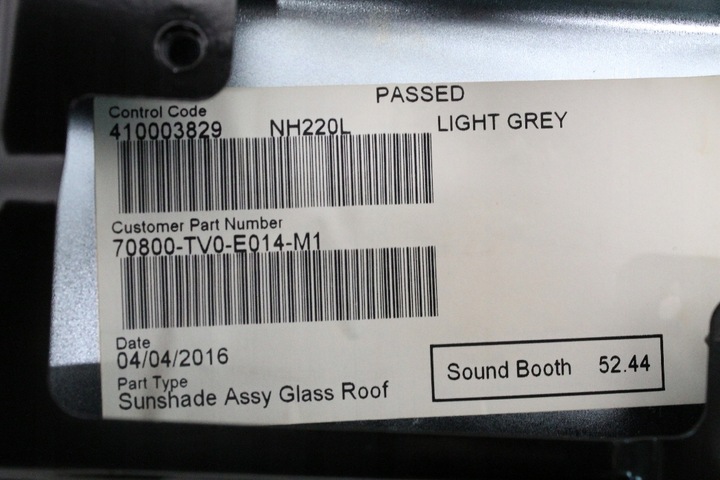 PASSED
Control Code
410003829 NH220L LIGHT GREY
Customer Part Number
70800-TV0-E014-M1
Date
04/04/2016
Part Type
Sunshade Assy Glass Roof
Sound Booth 52.44